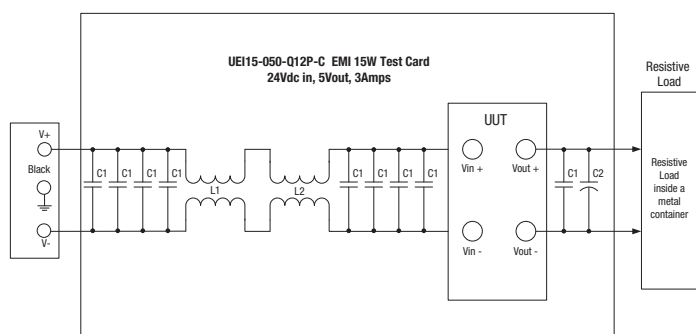 UEI15-050-Q12P-C EMI 15W Test Card
24Vdc in, 5Vout, 3Amps
Resistive
Load
UUT
V+
Black
V-
C1 C1 C1 C1
L1
L2
C1 C1 C1 C1
Vin +
Vout +
Vin -
Vout -
C1 C2
Resistive
Load
inside a
metal
container